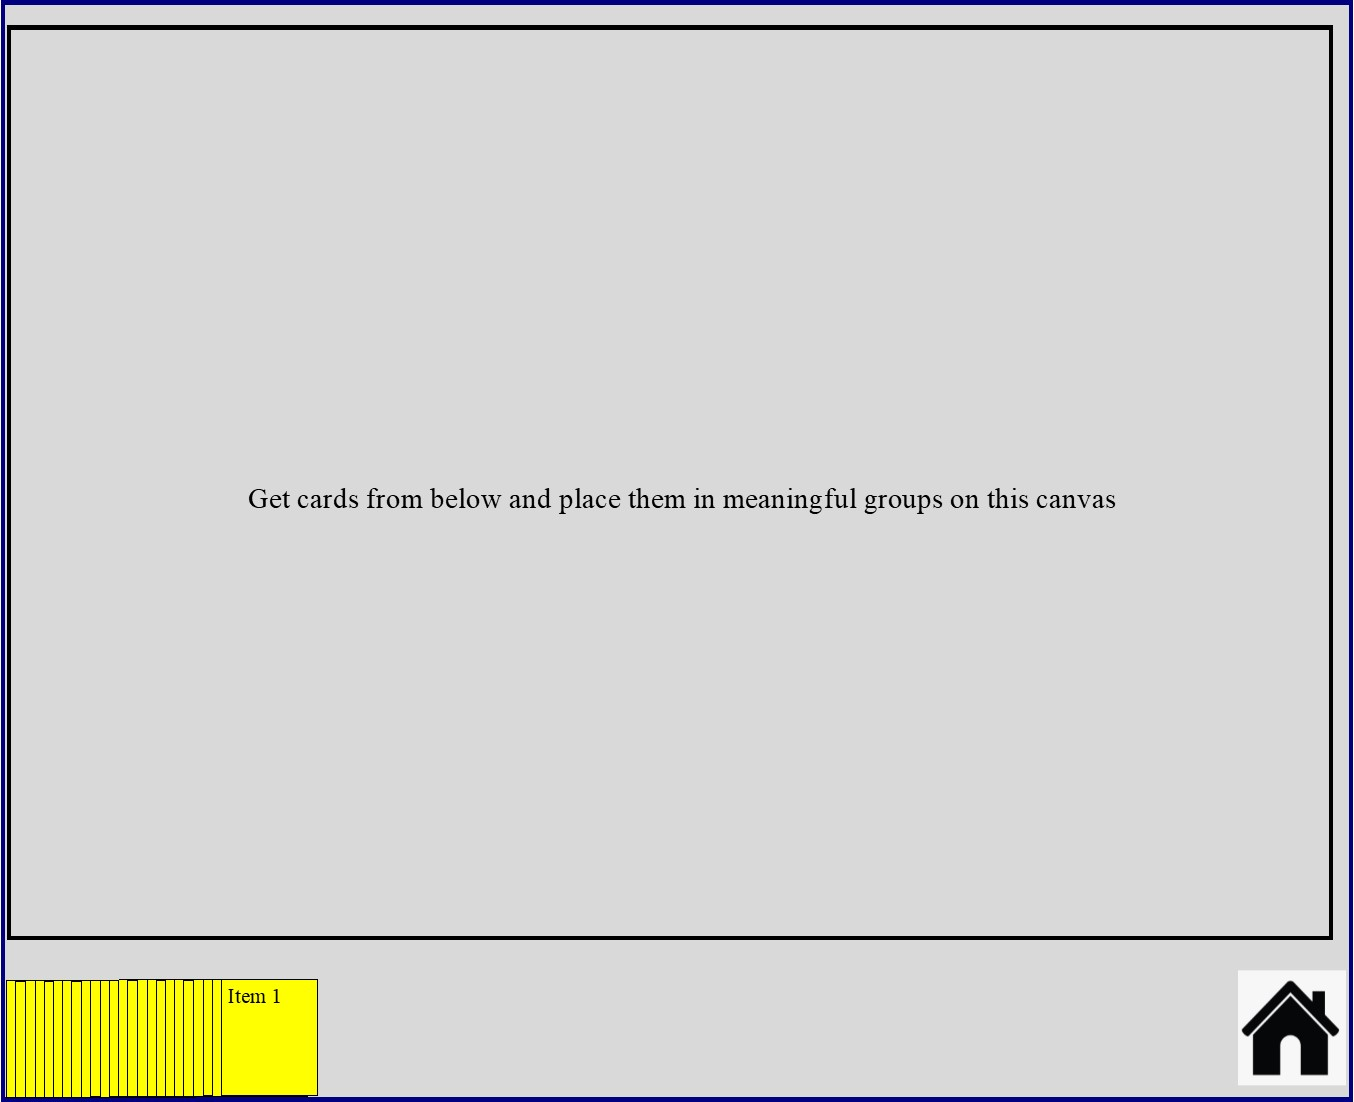 Get cards from below and place them in meaningful groups on this canvas
Item 1